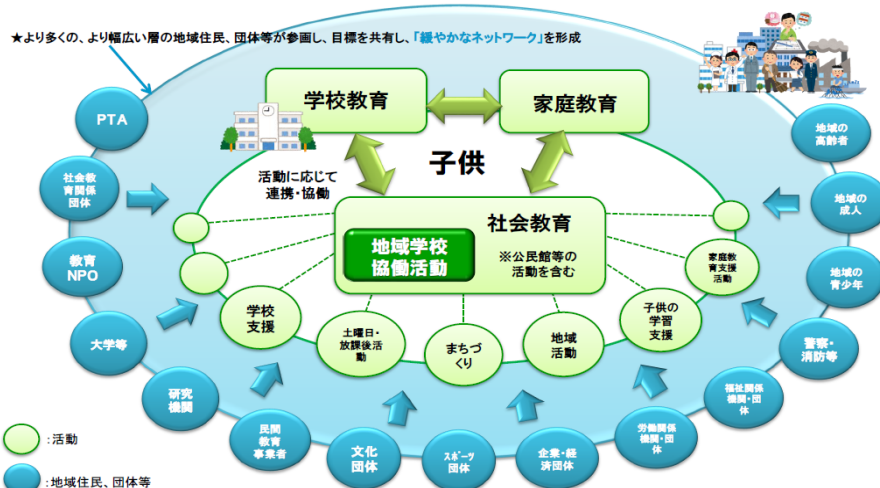 ★より多くの、より幅広い層の地域住民、団体等が参画し、目標を共有し、「緩やかなネットワーク」を形成
学校教育
家庭教育
子供
活動に応じて
連携・協働
社会教育
地域学校
協働活動
※公民館等の
活動を含む
PTA
社会教
育関係
団体
教育
NPO
大学等
研究
機関
民間
教育
事業者
文化
団体
スポーツ
団体
企業・経
済団体
労働関係
機関・団
体
福祉関係
機関・団
体
警察・
消防等
地域の
青少年
地域の
成人
地域の
高齢者
学校
支援
土曜日・
放課後活
動
まちづ
くり
地域
活動
子供の
学習
支援
家庭教
育支援
活動
:活動
:地域住民、団体等